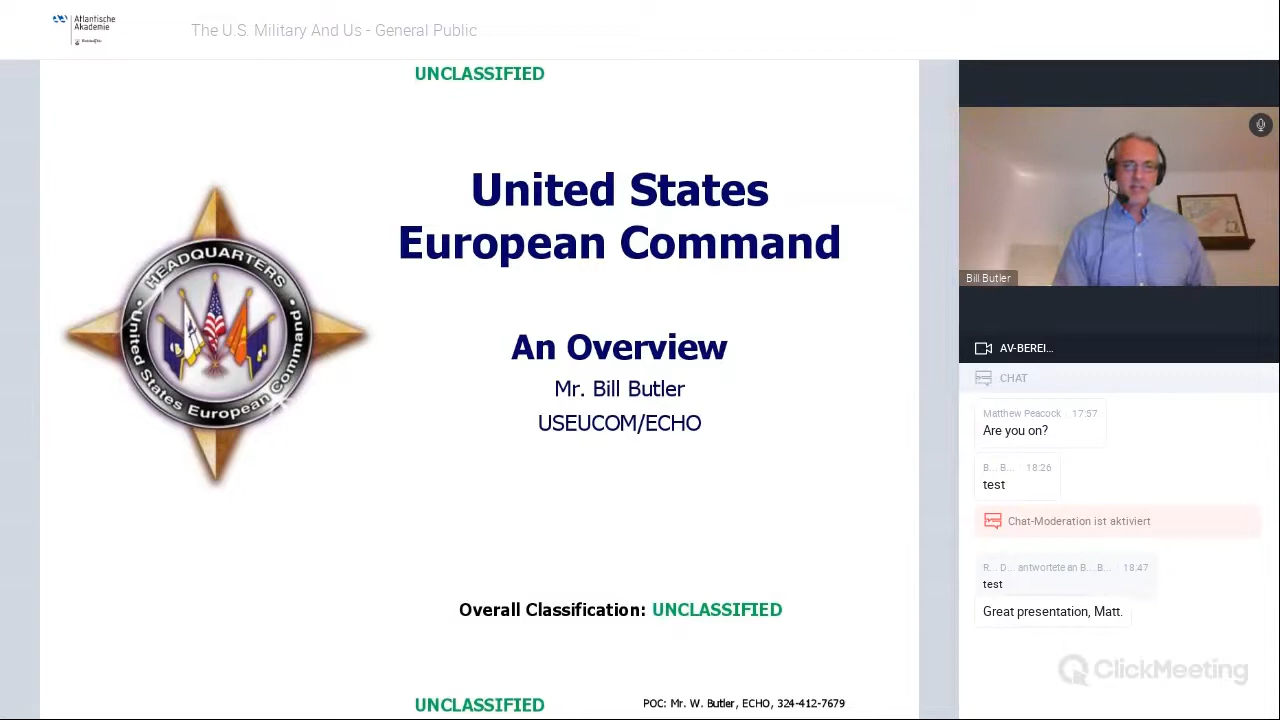 Atlantische
Akademie
The U.S. Military And Us - General Public
UNCLASSIFIED
United States
European Command
HEADQUARTERS
United States European Command
An Overview
Mr. Bill Butler
USEUCOM/ECHO
Overall Classification: UNCLASSIFIED
UNCLASSIFIED
POC: Mr. W. Butler, ECHO, 324-412-7679
Bill Butler
AV-BEREI...
CHAT
Matthew Peacock 17:57
Are you on?
B... B... 18:26
test
Chat-Moderation ist aktiviert
R... D... antwortete an B... B... 18:47
test
Great presentation, Matt.
ClickMeeting